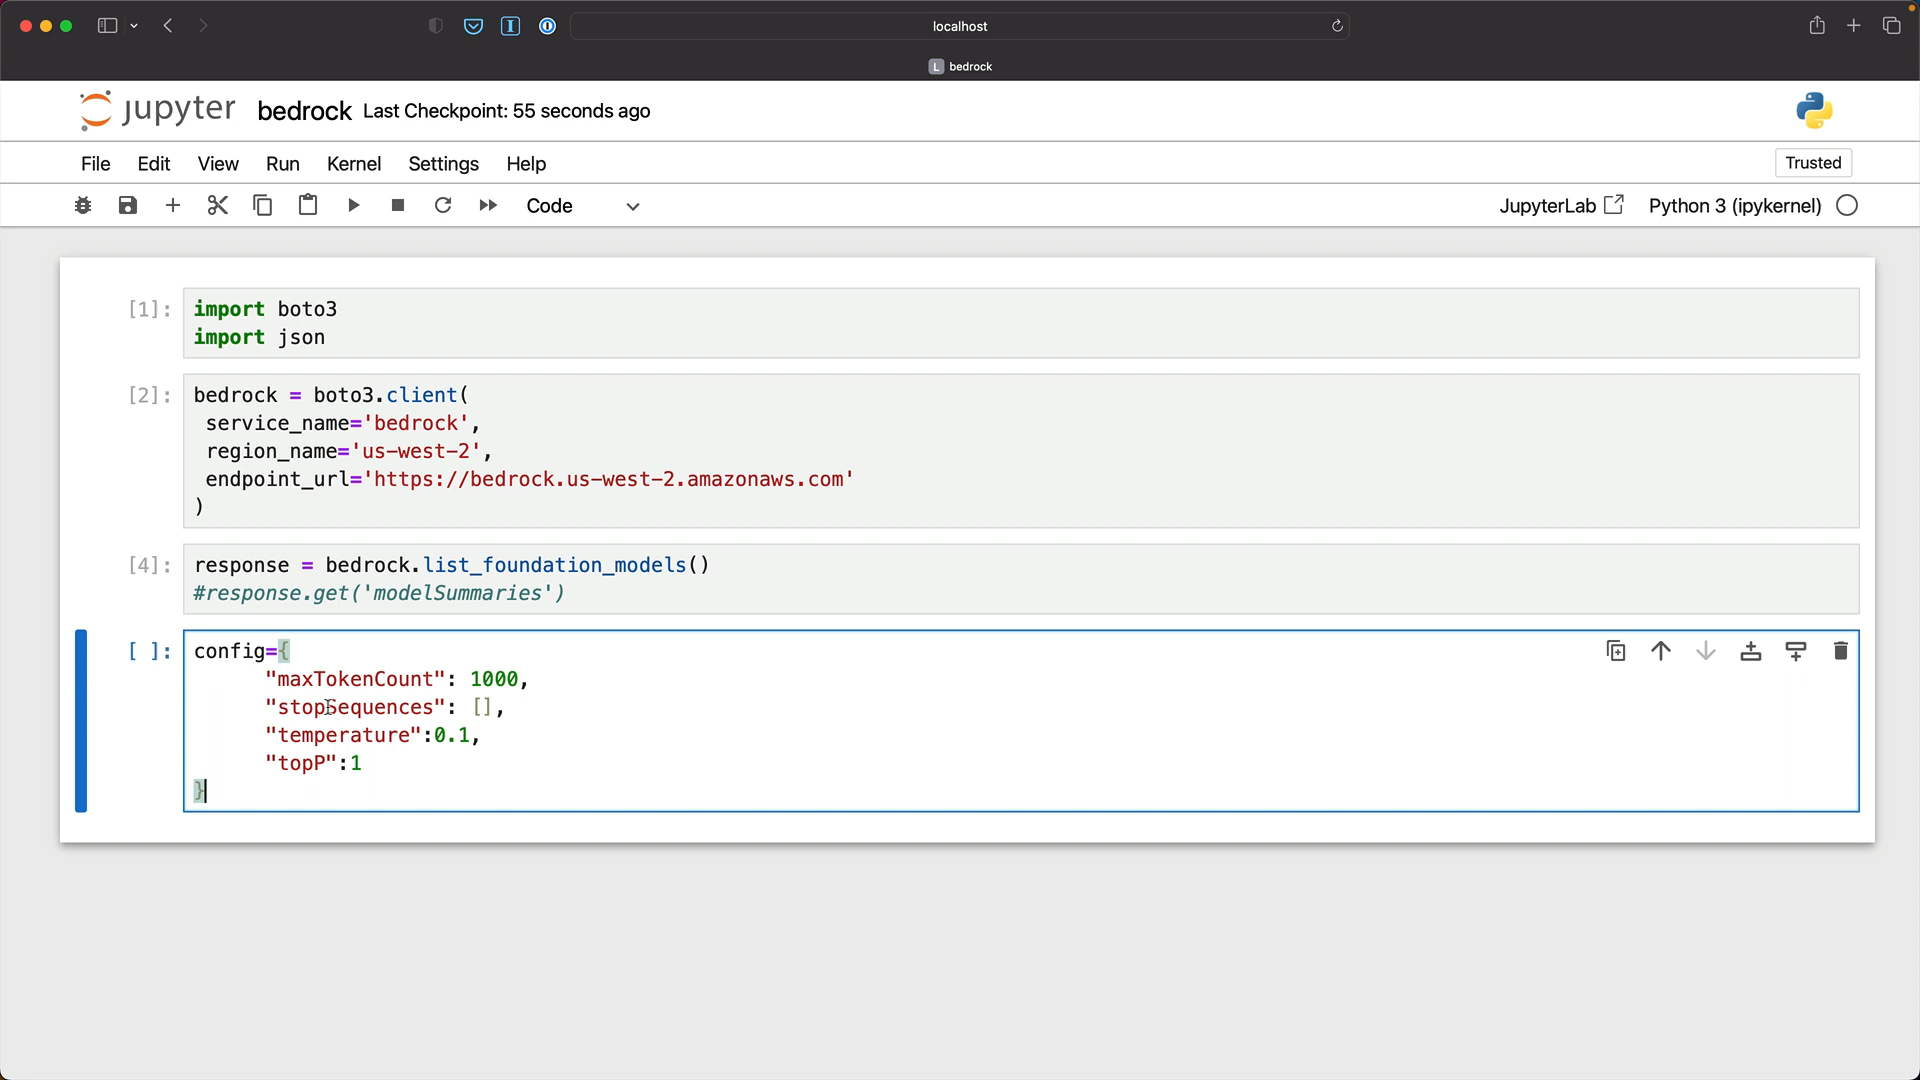 localhost
L bedrock
jupyter bedrock Last Checkpoint: 55 seconds ago
File Edit View Run Kernel Settings Help
Trusted
Code
JupyterLab Python 3 (ipykernel)
[1]: import boto3
import json
[2]: bedrock = boto3.client(
service_name='bedrock',
region_name='us-west-2',
endpoint_url='https://bedrock.us-west-2.amazonaws.com'
)
[4]: response = bedrock.list_foundation_models()
#response.get('modelSummaries')
[ ]: config={
"maxTokenCount": 1000,
"stopSequences": [],
"temperature":0.1,
"topP":1
}